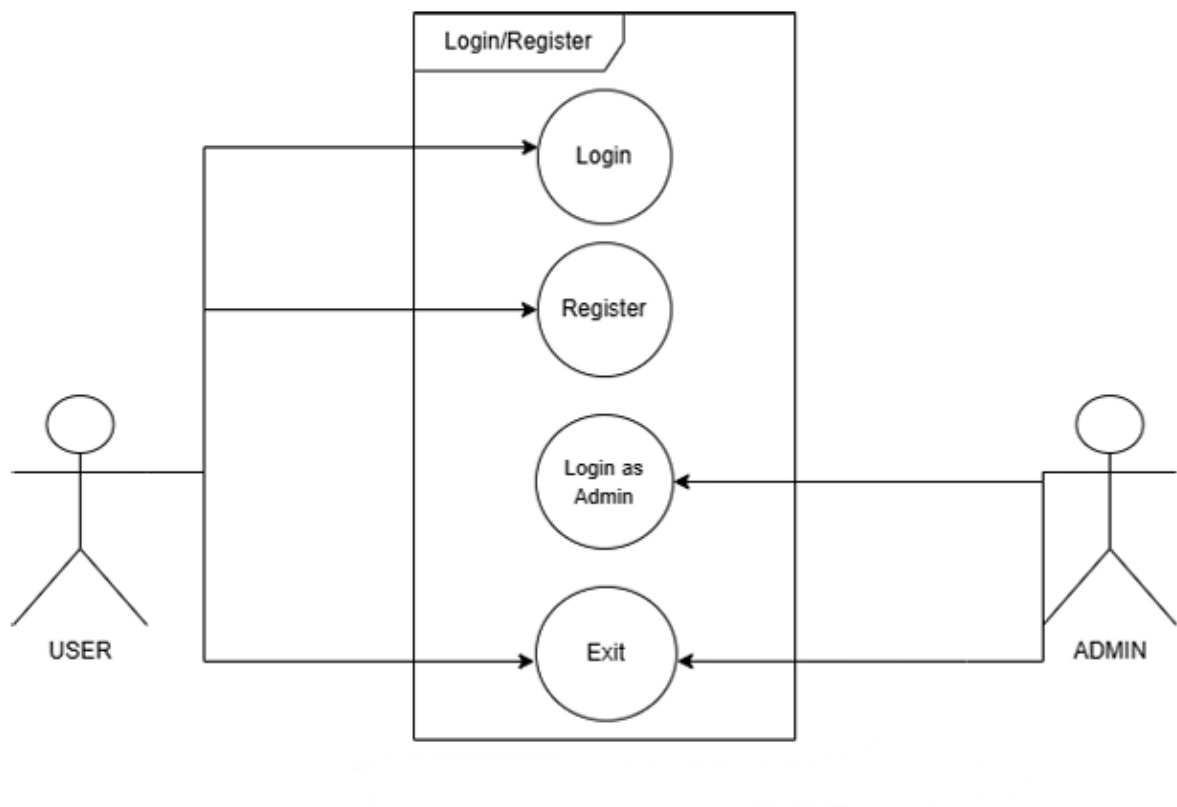 Login/Register
Login
Register
Login as
Admin
Exit
USER
ADMIN